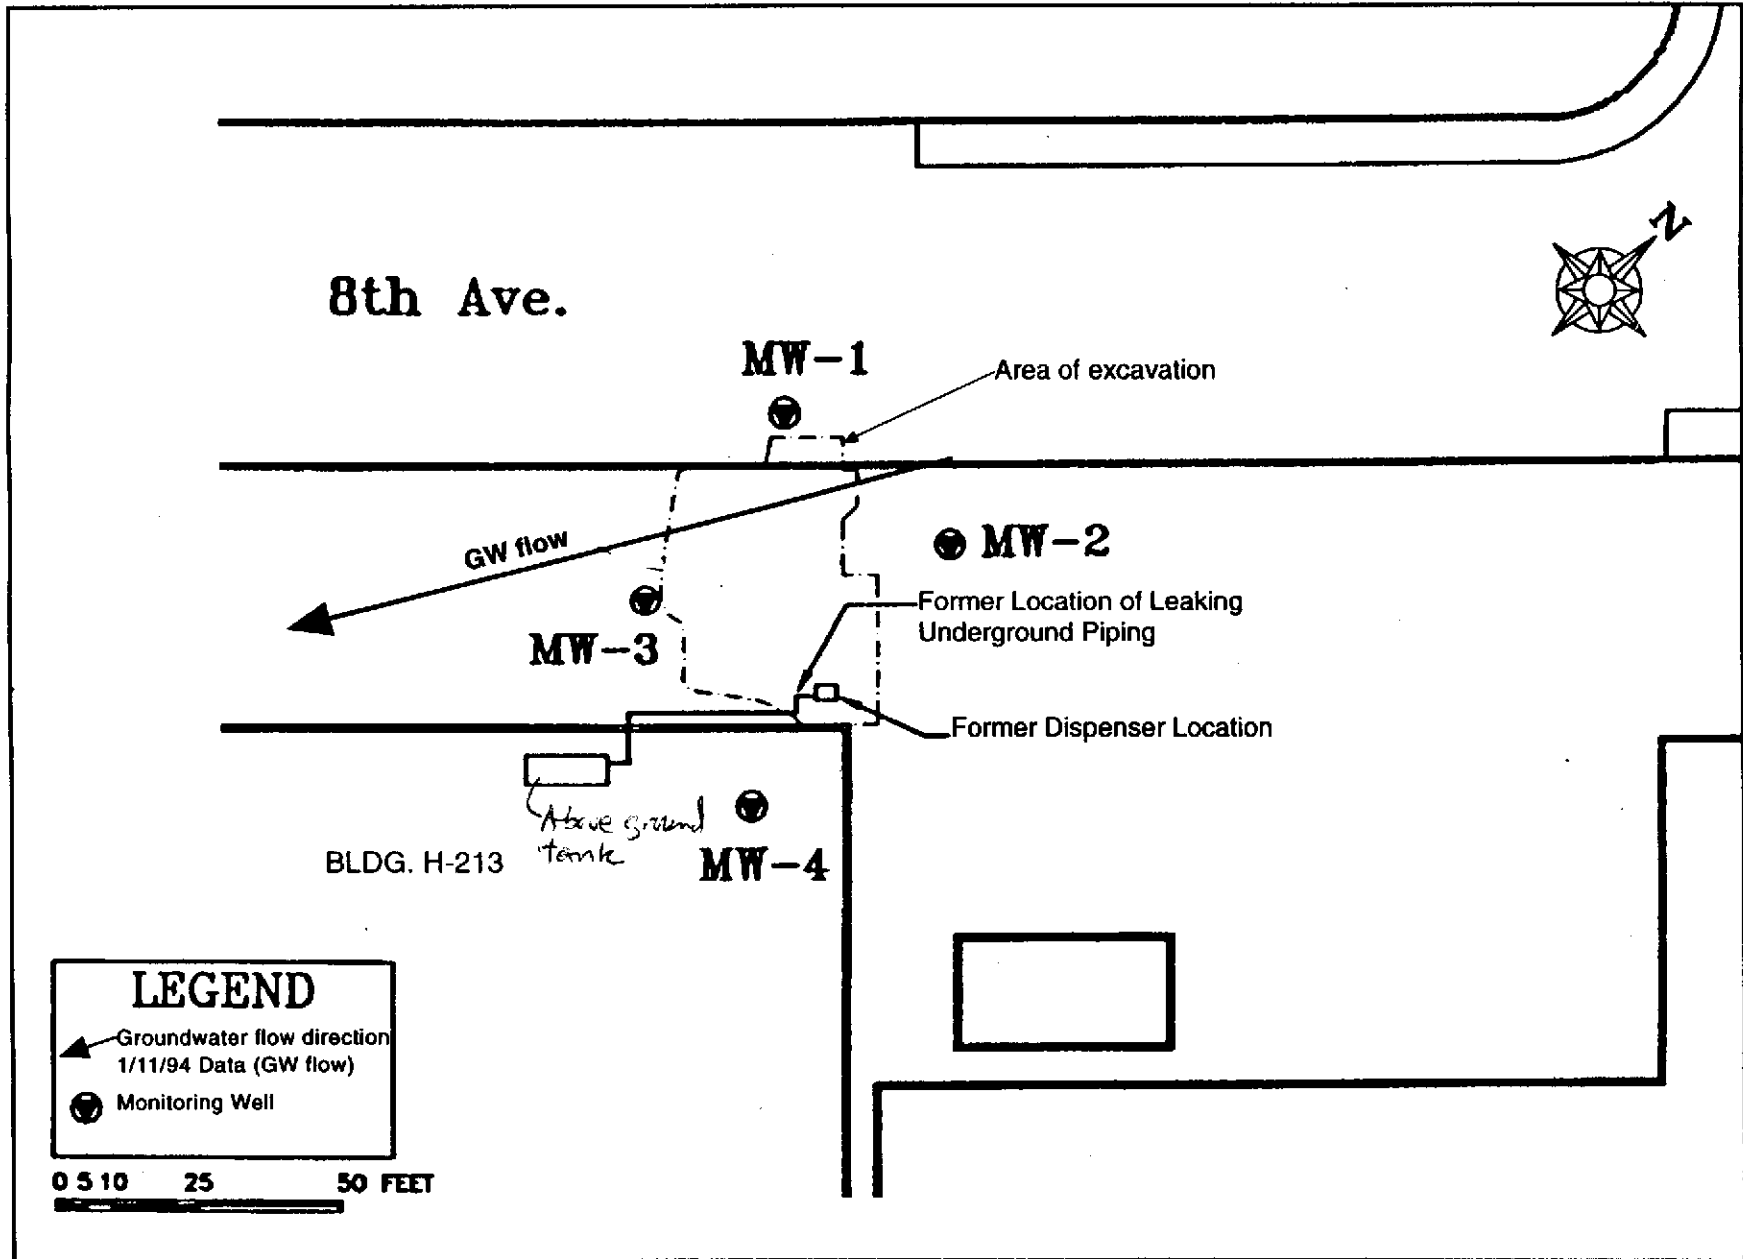 N
8th Ave.
MW-1
Area of excavation
GW flow
MW-2
Former Location of Leaking
Underground Piping
MW-3
Former Dispenser Location
Above ground
tank
BLDG. H-213
MW-4
LEGEND
Groundwater flow direction
1/11/94 Data (GW flow)
Monitoring Well
0 5 10 25 50 FEET